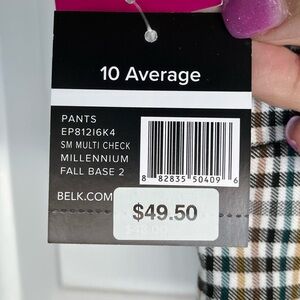 10 Average
PANTS
EP812I6K4
SM MULTI CHECK
MILLENNIUM
FALL BASE 2
8 82835 50409 6
BELK.COM
$49.50